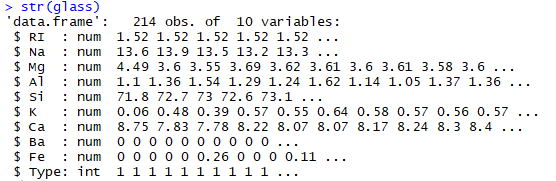 > str(glass)
'data.frame':   214 obs. of  10 variables:
 $ RI  : num  1.52 1.52 1.52 1.52 1.52 ...
 $ Na  : num  13.6 13.9 13.5 13.2 13.3 ...
 $ Mg  : num  4.49 3.6 3.55 3.69 3.62 3.61 3.6 3.61 3.58 3.6 ...
 $ Al  : num  1.1 1.36 1.54 1.29 1.24 1.62 1.14 1.05 1.37 1.36 ...
 $ Si  : num  71.8 72.7 73 72.6 73.1 ...
 $ K   : num  0.06 0.48 0.39 0.57 0.55 0.64 0.58 0.57 0.56 0.57 ...
 $ Ca  : num  8.75 7.83 7.78 8.22 8.07 8.07 8.17 8.24 8.3 8.4 ...
 $ Ba  : num  0 0 0 0 0 0 0 0 0 0 ...
 $ Fe  : num  0 0 0 0 0 0.26 0 0 0 0.11 ...
 $ Type: int  1 1 1 1 1 1 1 1 1 1 ...